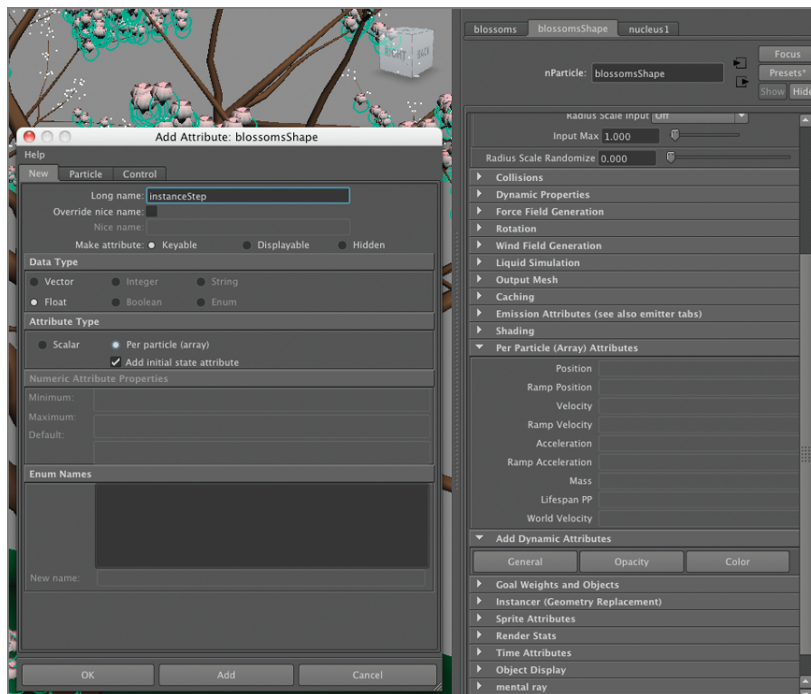 RIGHT
BACK
Add Attribute: blossomsShape
Help
New
Particle
Control
Long name: instanceStep
Override nice name:
Nice name:
Make attribute: Keyable Displayable Hidden
Data Type
Vector Integer String
Float Boolean Enum
Attribute Type
Scalar Per particle (array)
Add initial state attribute
Numeric Attribute Properties
Minimum:
Maximum:
Default:
Enum Names
New name:
OK
Add
Cancel
blossoms
blossomsShape
nucleus1
nParticle: blossomsShape
Focus
Presets*
Show
Hide
Radius Scale Input Off
Input Max 1.000
Radius Scale Randomize 0.000
Collisions
Dynamic Properties
Force Field Generation
Rotation
Wind Field Generation
Liquid Simulation
Output Mesh
Caching
Emission Attributes (see also emitter tabs)
Shading
Per Particle (Array) Attributes
Position
Ramp Position
Velocity
Ramp Velocity
Acceleration
Ramp Acceleration
Mass
Lifespan PP
World Velocity
Add Dynamic Attributes
General
Opacity
Color
Goal Weights and Objects
Instancer (Geometry Replacement)
Sprite Attributes
Render Stats
Time Attributes
Object Display
mental ray